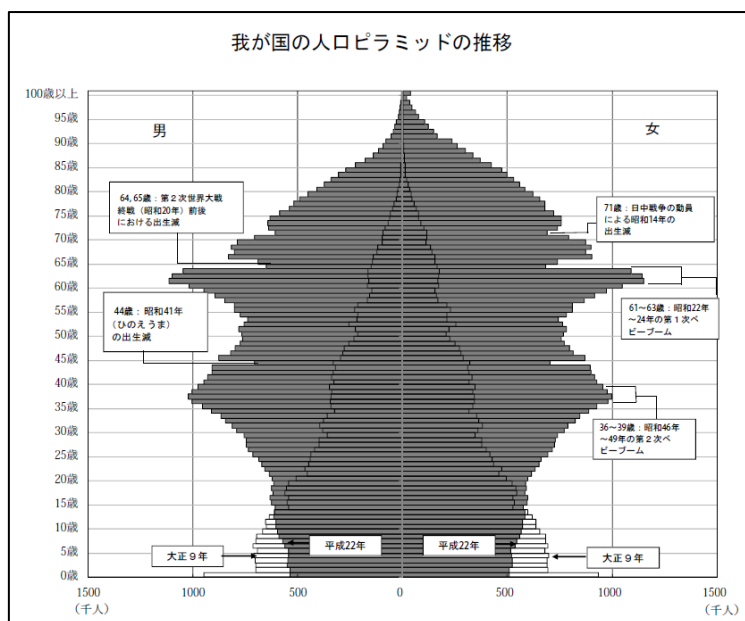 我が国の人口ピラミッドの推移
男
女
100歳以上
95歳
90歳
85歳
80歳
75歳
70歳
65歳
60歳
55歳
50歳
45歳
40歳
35歳
30歳
25歳
20歳
15歳
10歳
5歳
0歳
64, 65歳:第2次世界大戦
終戦(昭和20年)前後
における出生減
44歳:昭和41年
(ひのえうま)
の出生減
71歳:日中戦争の動員
による昭和14年の
出生減
61~63歳:昭和22年
~24年の第1次ベ
ビーブーム
36~39歳:昭和46年
~49年の第2次ベ
ビーブーム
平成22年
平成22年
大正9年
大正9年
1500
1000
500
0
500
1000
1500
(千人)
(千人)